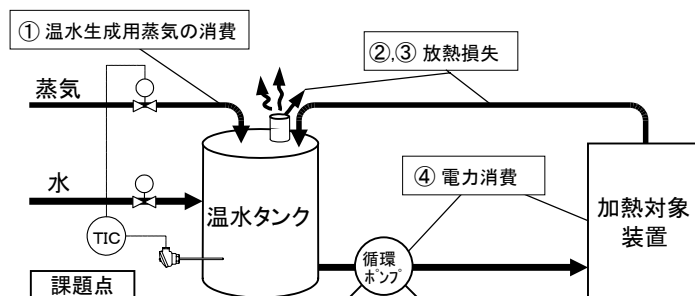 ① 温水生成用蒸気の消費
②,③ 放熱損失
蒸気
水
④ 電力消費
温水タンク
加熱対象
装置
TIC
循環
ポンプ
課題点